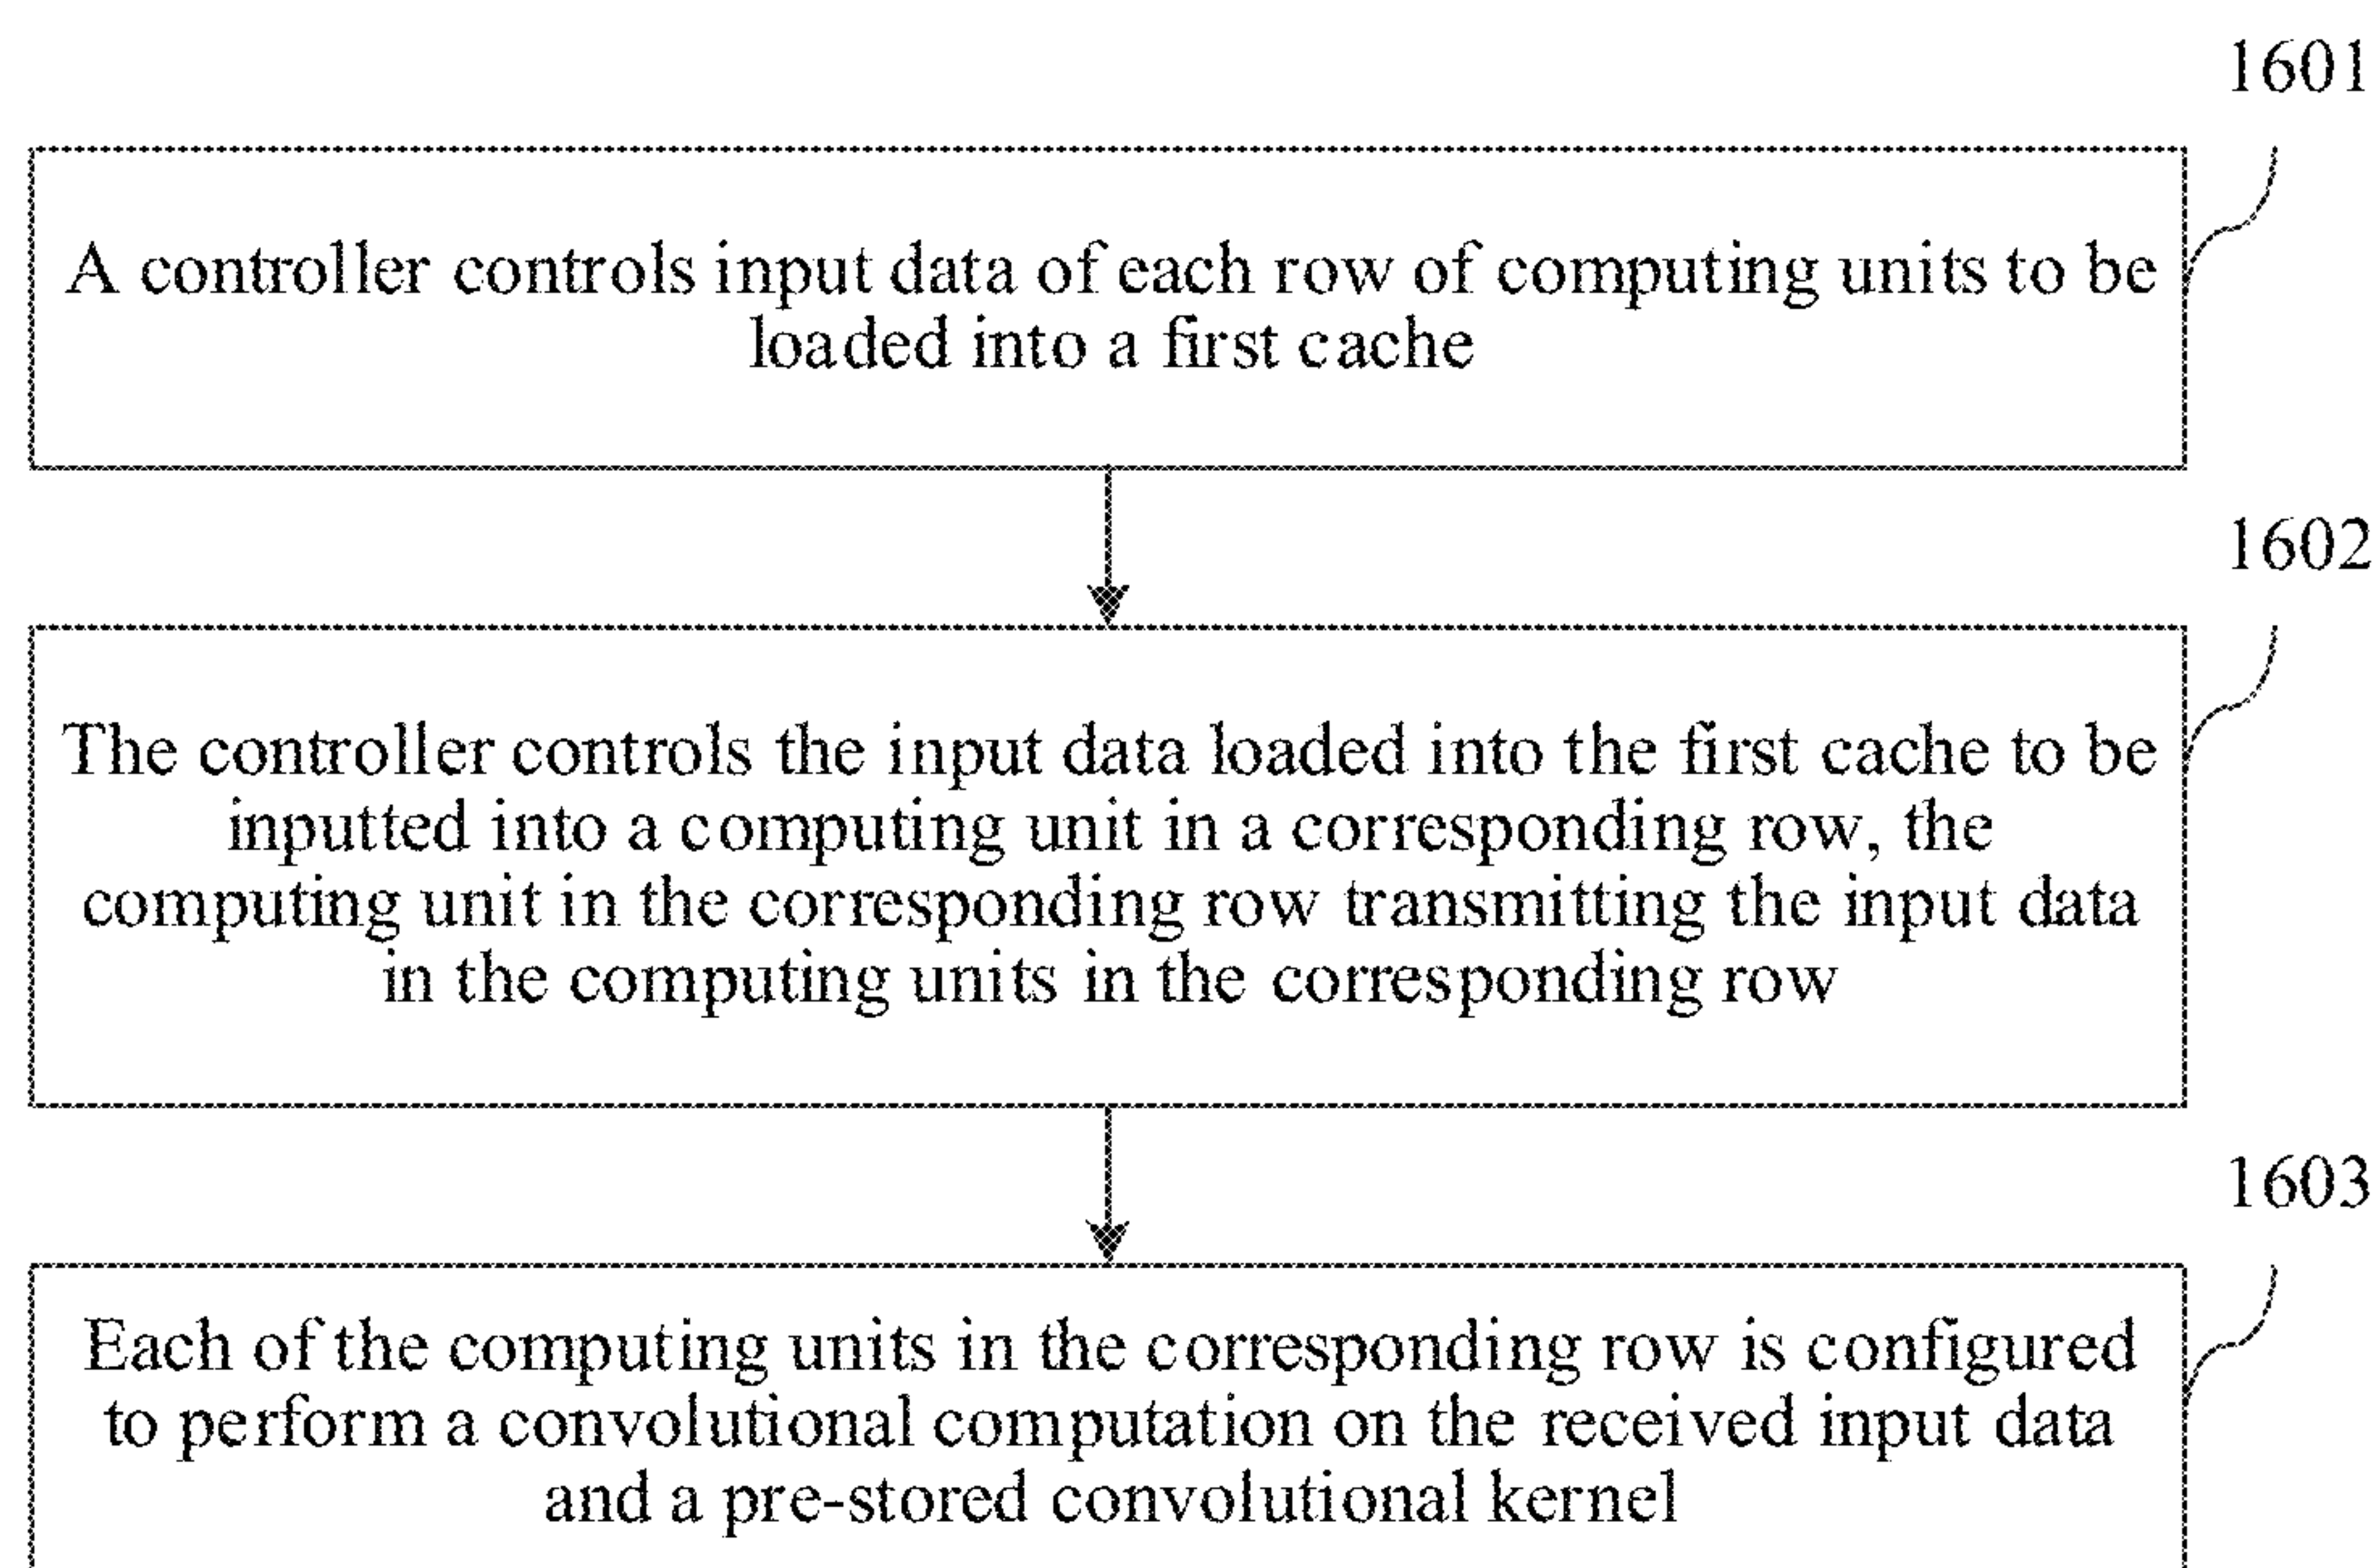 1601
A controller controls input data of each row of computing units to be
loaded into a first cache
1602
The controller controls the input data loaded into the first cache to be
inputted into a computing unit in a corresponding row, the
computing unit in the corresponding row transmitting the input data
in the computing units in the corresponding row
1603
Each of the computing units in the corresponding row is configured
to perform a convolutional computation on the received input data
and a pre-stored convolutional kernel